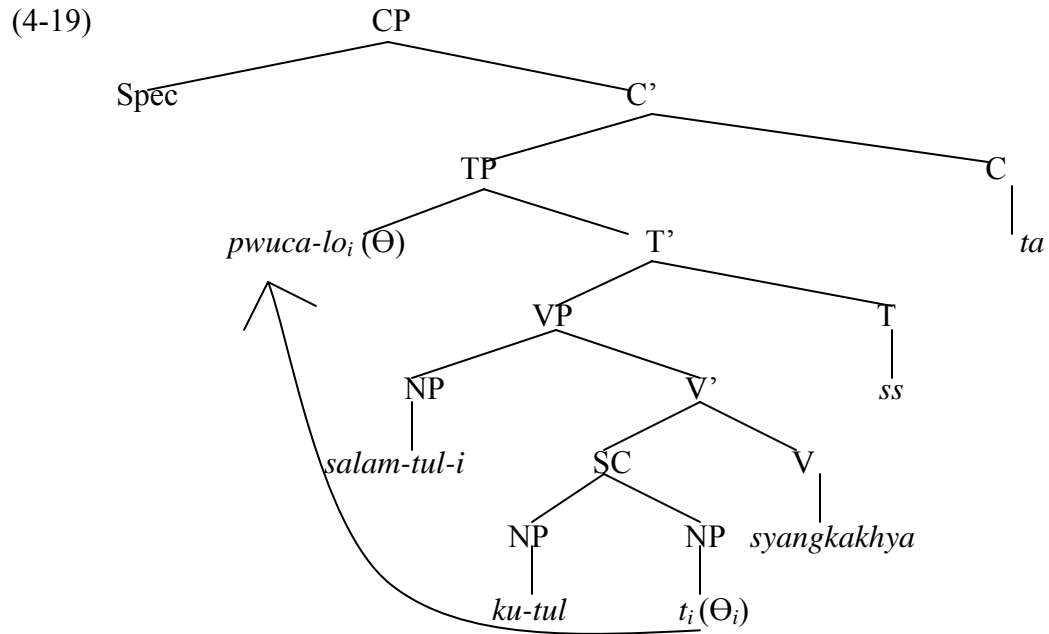 (4-19) CP
Spec C’
TP C
pwuca-loi (Ɵ) T’ ta
VP T
NP V’ ss
salam-tul-i SC V
NP NP syangkakhya
ku-tul ti (Ɵi)